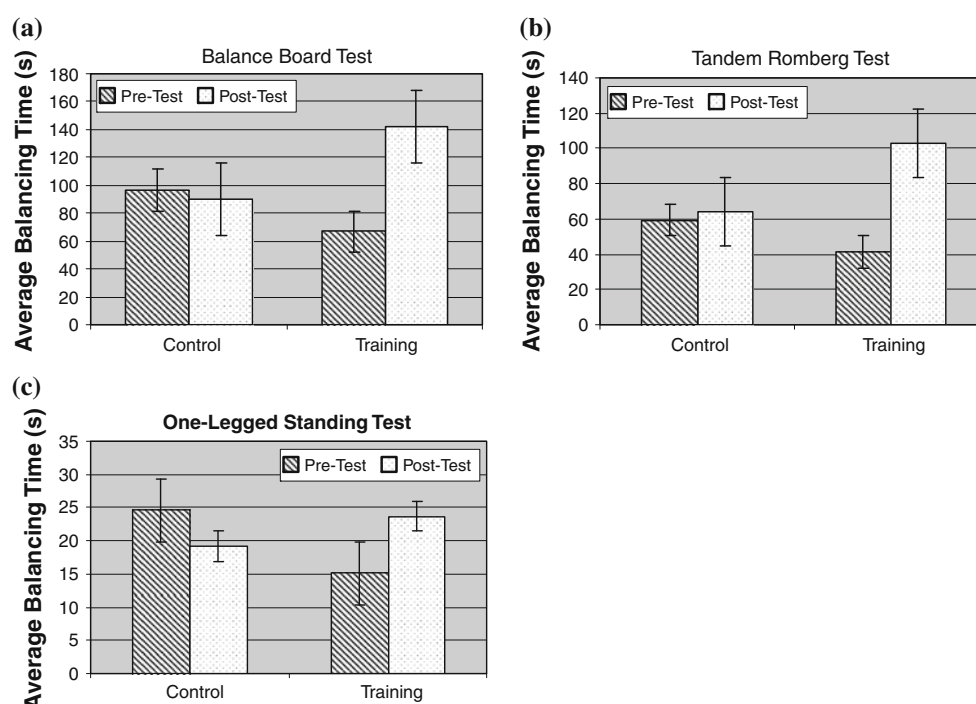 (a)
Balance Board Test
Average Balancing Time (s)
180
160
140
120
100
80
60
40
20
0
Pre-Test Post-Test
Control Training
(b)
Tandem Romberg Test
Average Balancing Time (s)
140
120
100
80
60
40
20
0
Pre-Test Post-Test
Control Training
(c)
One-Legged Standing Test
Average Balancing Time (s)
35
30
25
20
15
10
5
0
Pre-Test Post-Test
Control Training